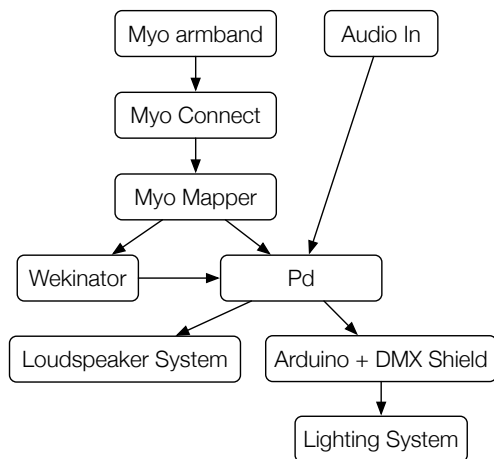 Myo armband
Audio In
Myo Connect
Myo Mapper
Wekinator
Pd
Loudspeaker System
Arduino + DMX Shield
Lighting System